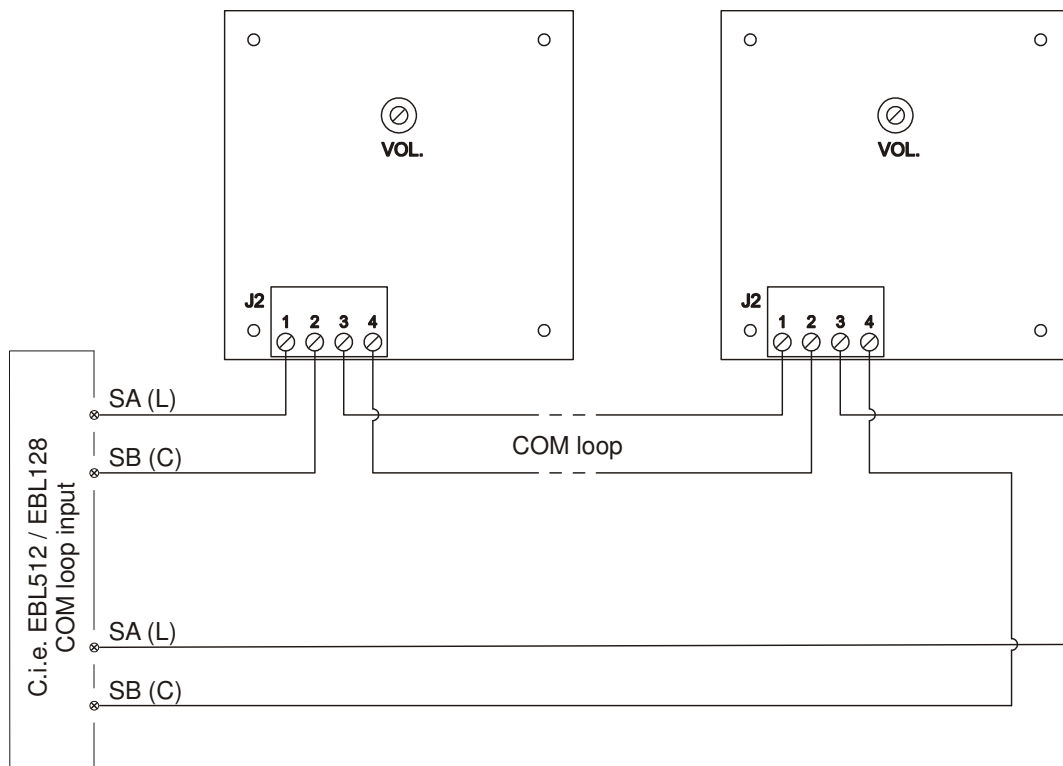 VOL.
VOL.
J2
1 2 3 4
J2
1 2 3 4
SA (L)
COM loop
SB (C)
C.i.e. EBL512 / EBL128
COM loop input
SA (L)
SB (C)